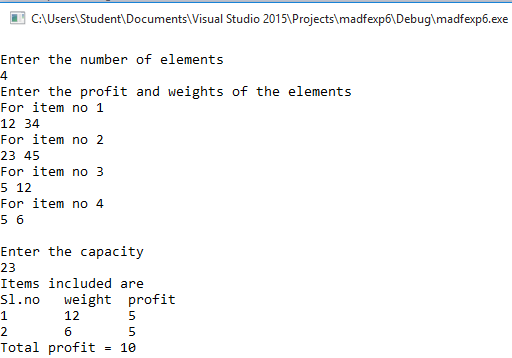 C:\Users\Student\Documents\Visual Studio 2015\Projects\madfexp6\Debug\madfexp6.exe
Enter the number of elements
4
Enter the profit and weights of the elements
For item no 1
12 34
For item no 2
23 45
For item no 3
5 12
For item no 4
5 6
Enter the capacity
23
Items included are
Sl.no weight profit
1 12 5
2 6 5
Total profit = 10